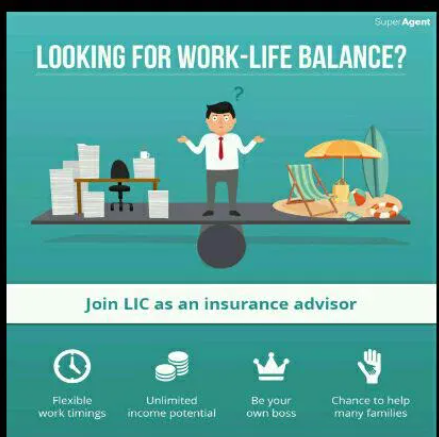 SuperAgent
LOOKING FOR WORK-LIFE BALANCE?
?
Join LIC as an insurance advisor
Flexible
work timings
Unlimited
income potential
Be your
own boss
Chance to help
many families